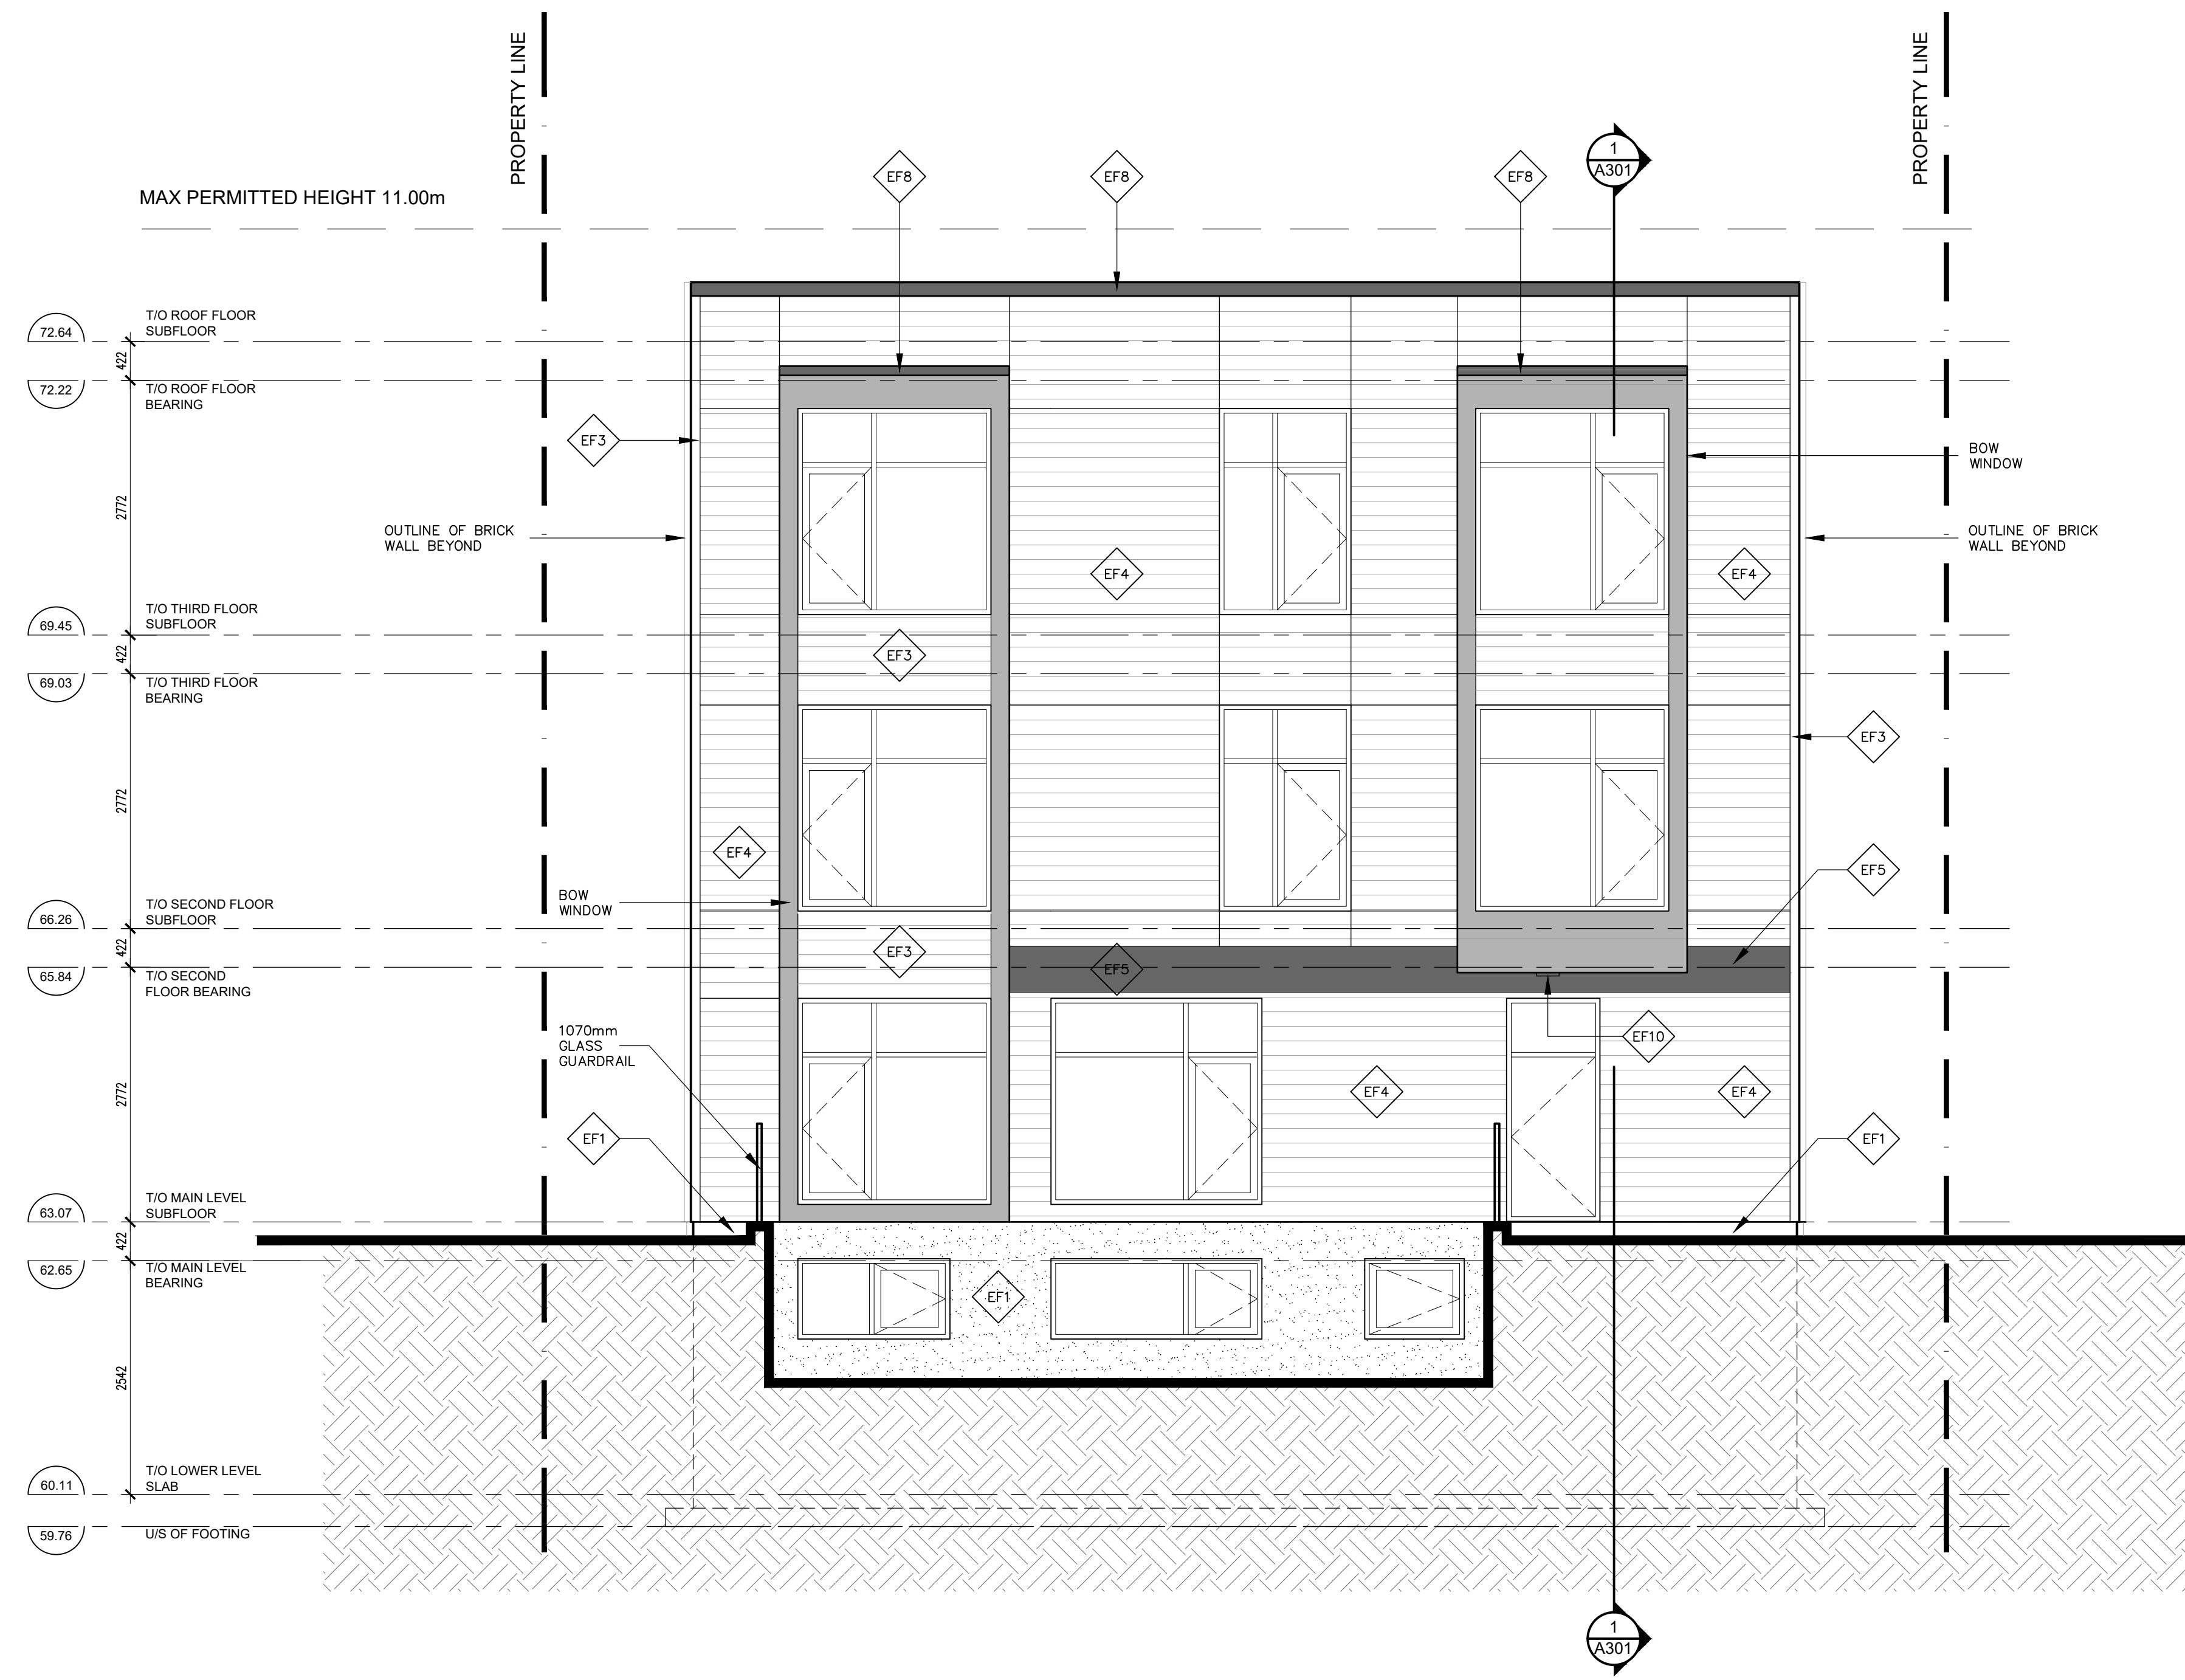 PROPERTY LINE
PROPERTY LINE
MAX PERMITTED HEIGHT 11.00m
EF8
EF8
EF8
1
A301
72.64
T/O ROOF FLOOR
SUBFLOOR
422
72.22
T/O ROOF FLOOR
BEARING
EF3
BOW
WINDOW
2772
OUTLINE OF BRICK
WALL BEYOND
OUTLINE OF BRICK
WALL BEYOND
EF4
EF4
69.45
T/O THIRD FLOOR
SUBFLOOR
422
EF3
69.03
T/O THIRD FLOOR
BEARING
EF3
2772
EF4
EF5
BOW
WINDOW
66.26
T/O SECOND FLOOR
SUBFLOOR
422
EF3
EF5
65.84
T/O SECOND
FLOOR BEARING
1070mm
GLASS
GUARDRAIL
EF10
2772
EF4
EF4
EF1
EF1
63.07
T/O MAIN LEVEL
SUBFLOOR
422
62.65
T/O MAIN LEVEL
BEARING
EF1
2542
60.11
T/O LOWER LEVEL
SLAB
59.76
U/S OF FOOTING
1
A301